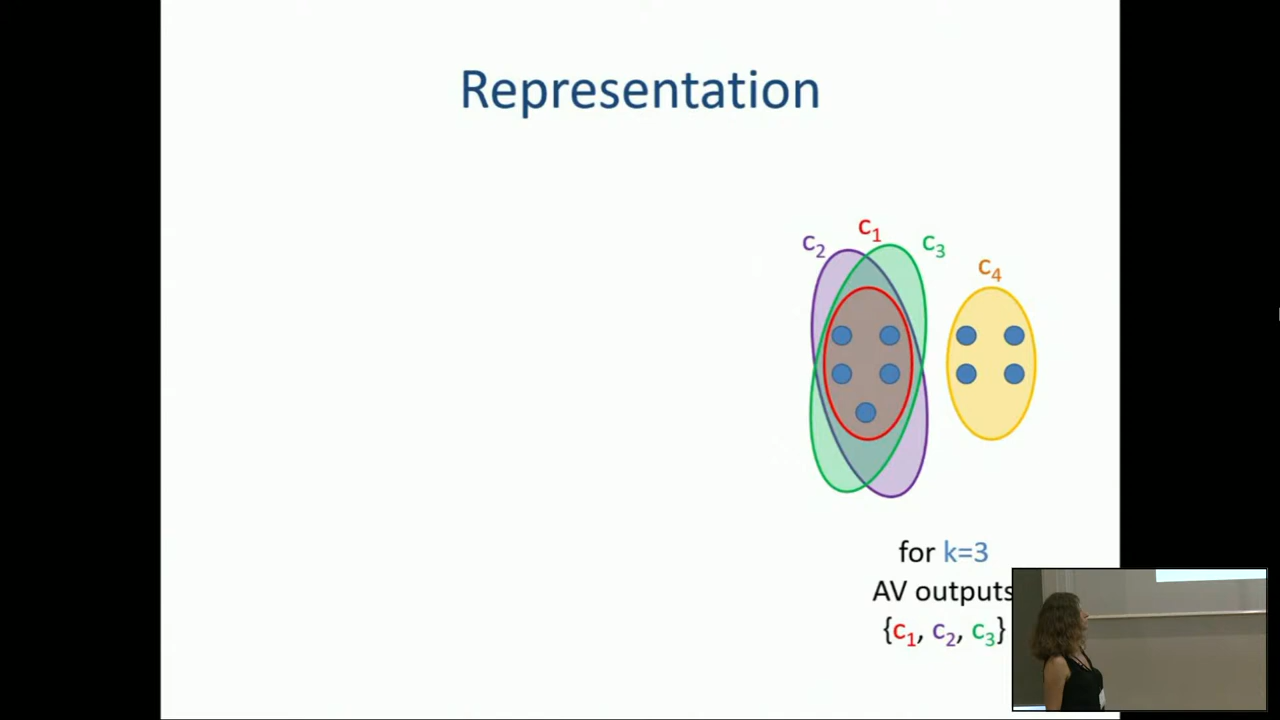 Representation
c₁
c₂
c₃
c₄
for k=3
AV outputs
{c₁, c₂, c₃}